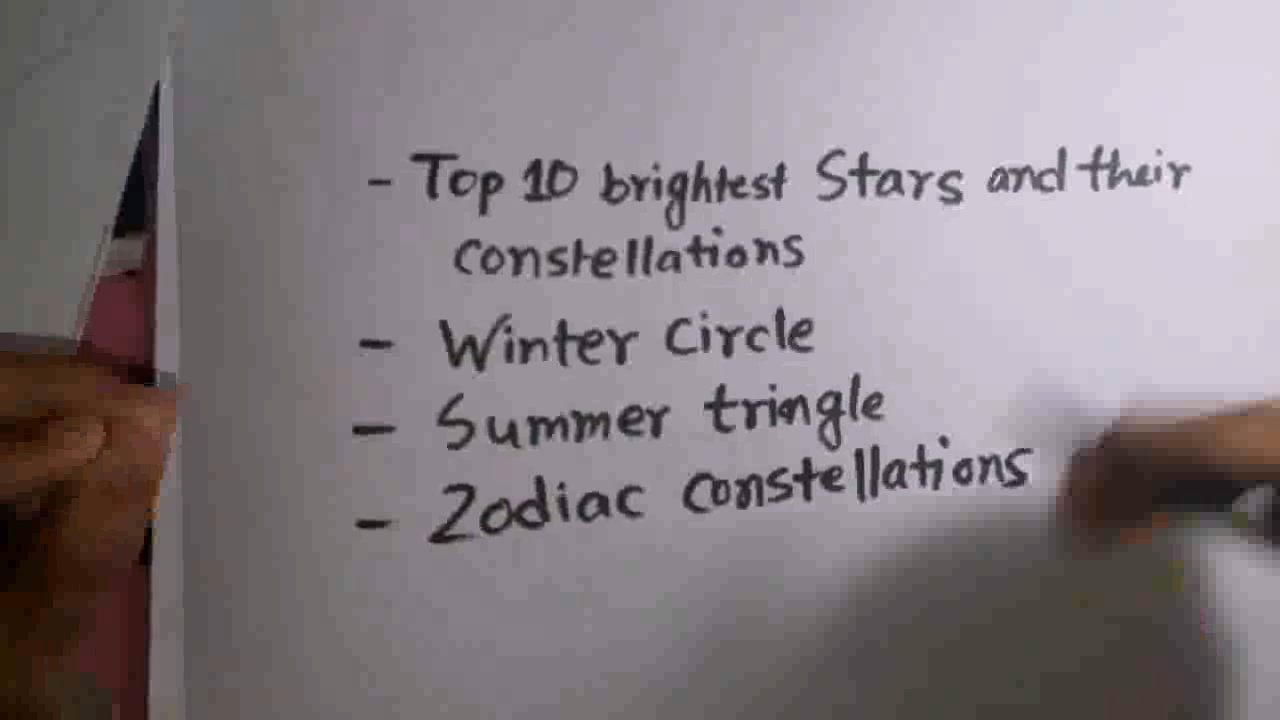 - Top 10 brightest Stars and their
constellations
- Winter Circle
- Summer tringle
- Zodiac constellations